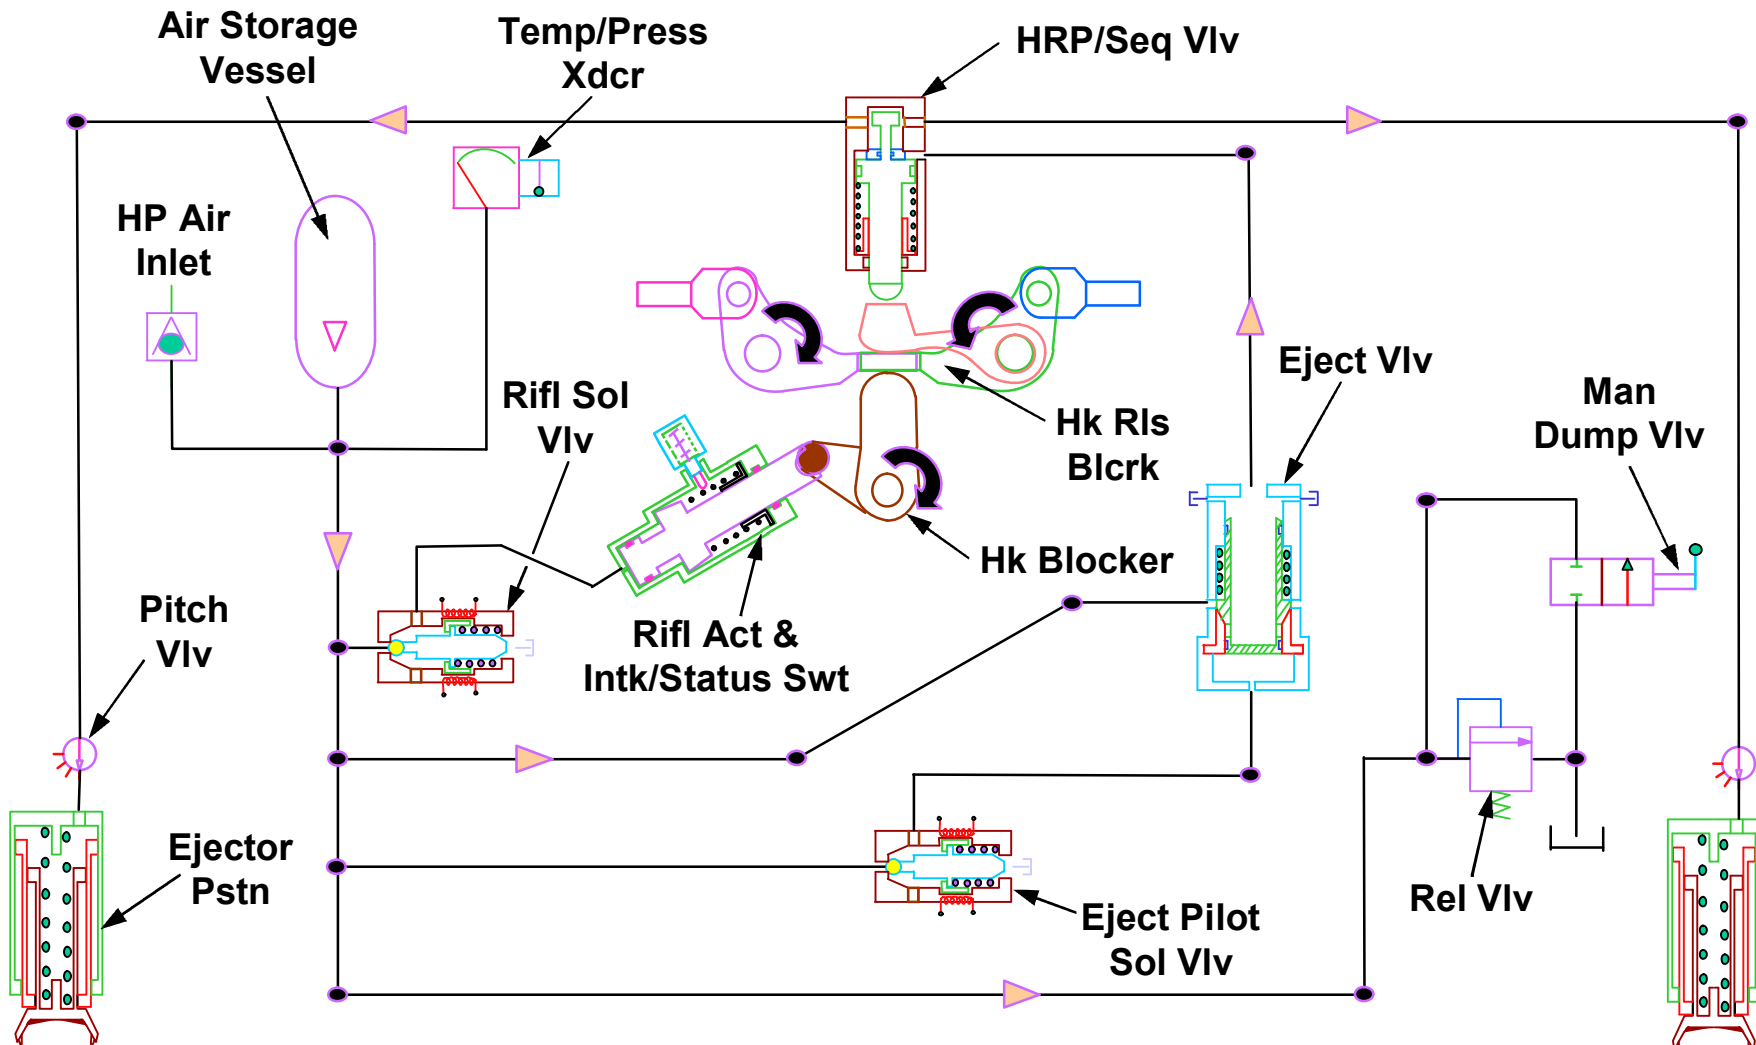 Air Storage
Vessel
Temp/Press
Xdcr
HRP/Seq Vlv
HP Air
Inlet
Rifl Sol
Vlv
Eject Vlv
Man
Dump Vlv
Hk Rls
Blcrk
Hk Blocker
Pitch
Vlv
Rifl Act &
Intk/Status Swt
Ejector
Pstn
Rel Vlv
Eject Pilot
Sol Vlv